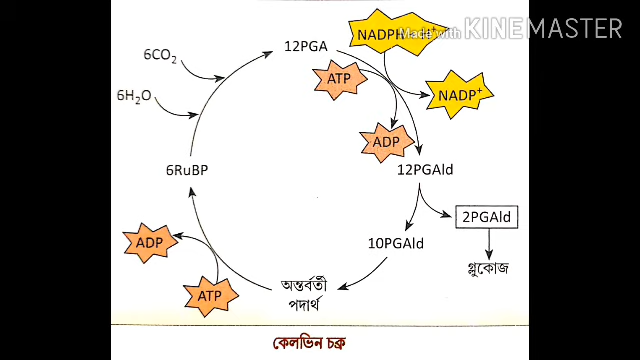 Made with KINEMASTER
NADPH
12PGA
6CO₂
ATP
NADP⁺
6H₂O
ADP
6RuBP
12PGAld
2PGAld
ADP
10PGAld
গ্লুকোজ
অন্তর্বর্তী
পদার্থ
ATP
কেলভিন চক্র